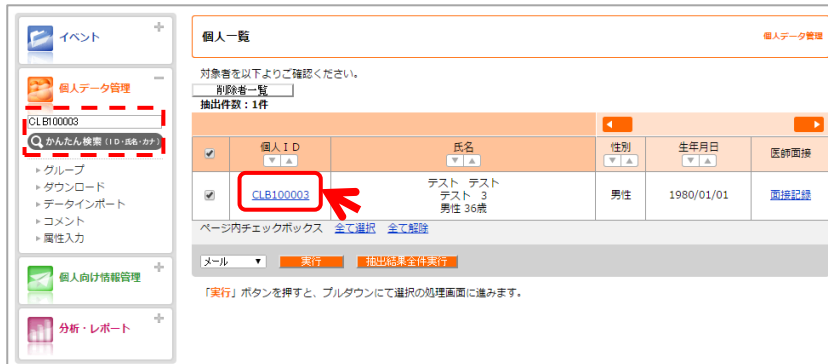 イベント
個人データ管理
CLB100003
かんたん検索 (ID・氏名・カナ)
グループ
ダウンロード
データインポート
コメント
属性入力
個人向け情報管理
分析・レポート
個人一覧
個人データ管理
対象者を以下よりご確認ください。
削除者一覧
抽出件数：1件
個人ID 氏名 性別 生年月日 医師面接
CLB100003 テスト テスト 男性 1980/01/01 面接記録
テスト 3
男性 36歳
ページ内チェックボックス 全て選択 全て解除
メール 実行 抽出結果全件実行
「実行」ボタンを押すと、プルダウンにて選択の処理画面に進みます。